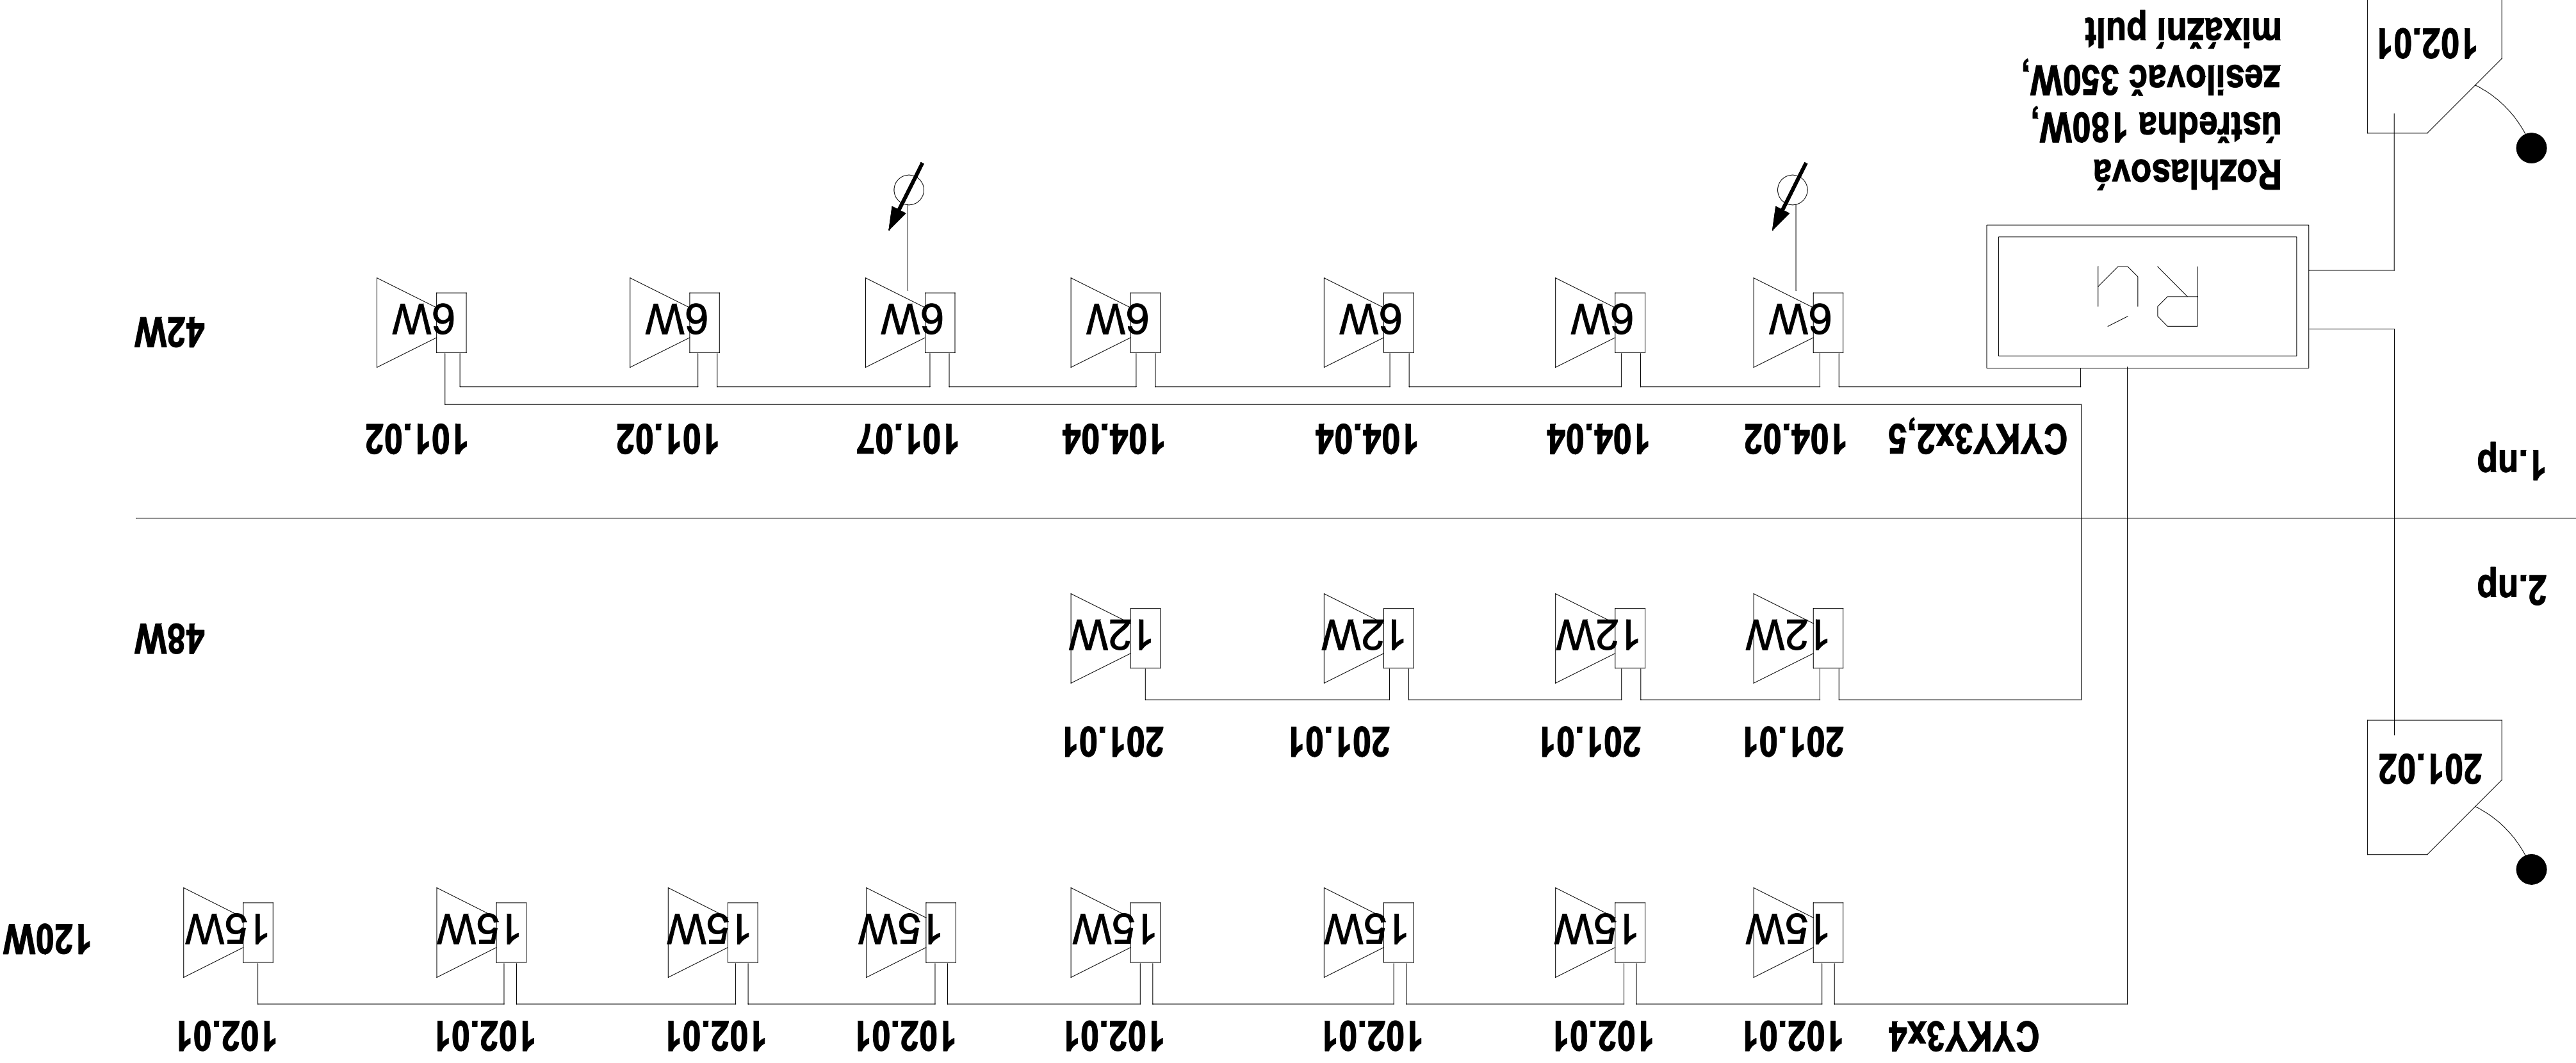 CYKY3x4 102.01 102.01 102.01 102.01 102.01 102.01 102.01 102.01
15W 15W 15W 15W 15W 15W 15W 15W 120W
201.02
201.01 201.01 201.01 201.01
12W 12W 12W 12W 48W
2.np
1.np
CYKY3x2,5 104.02 104.04 104.04 104.04 101.07 101.02 101.02
6W 6W 6W 6W 6W 6W 6W 42W
RÚ
Rozhlasová
ústředna 180W,
zesilovač 350W,
mixážní pult
102.01